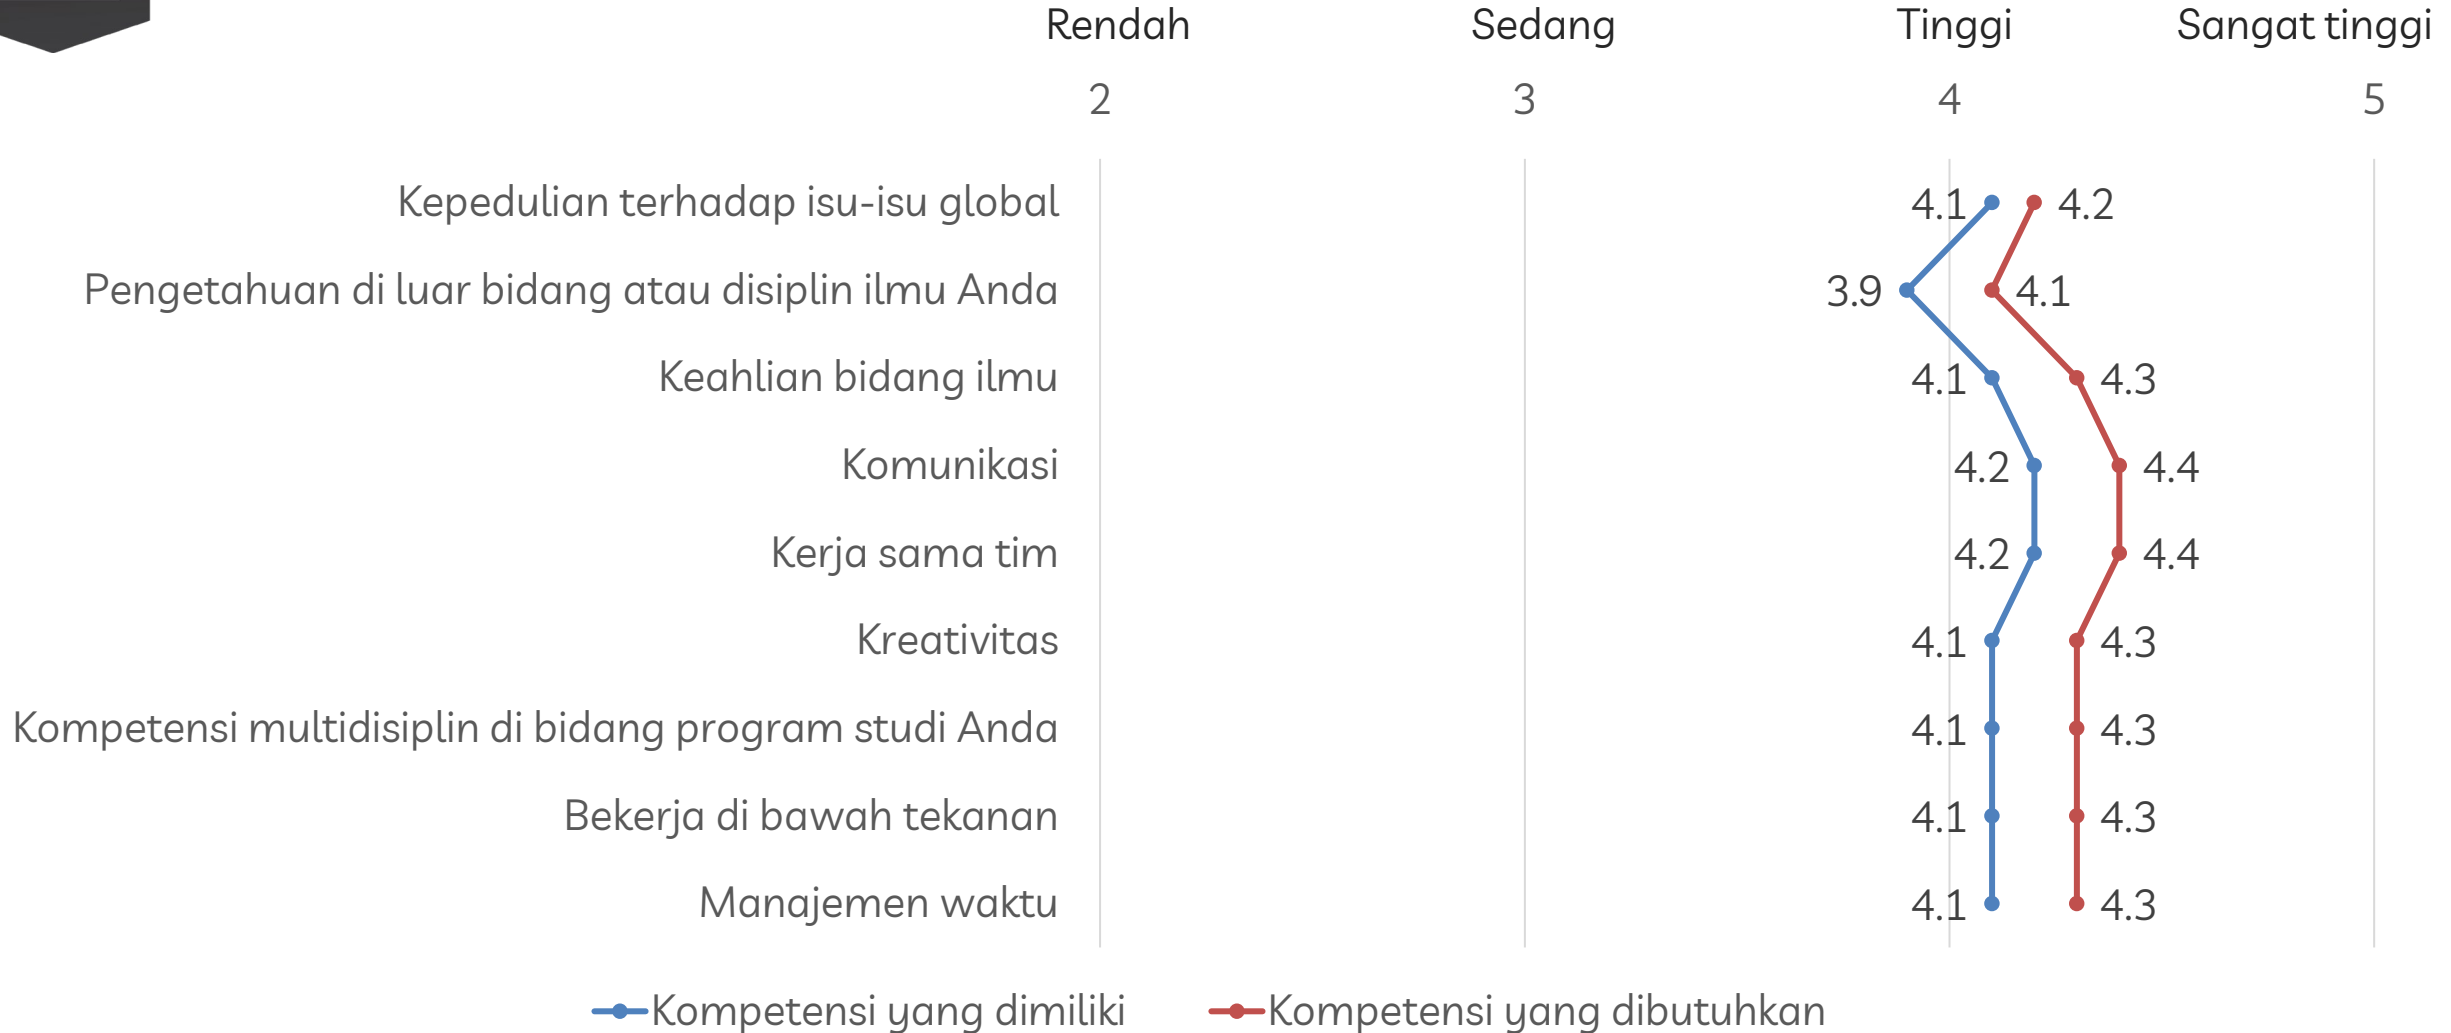 Rendah Sedang Tinggi Sangat tinggi
2 3 4 5
Kepedulian terhadap isu-isu global 4.1 4.2
Pengetahuan di luar bidang atau disiplin ilmu Anda 3.9 4.1
Keahlian bidang ilmu 4.1 4.3
Komunikasi 4.2 4.4
Kerja sama tim 4.2 4.4
Kreativitas 4.1 4.3
Kompetensi multidisiplin di bidang program studi Anda 4.1 4.3
Bekerja di bawah tekanan 4.1 4.3
Manajemen waktu 4.1 4.3
Kompetensi yang dimiliki Kompetensi yang dibutuhkan